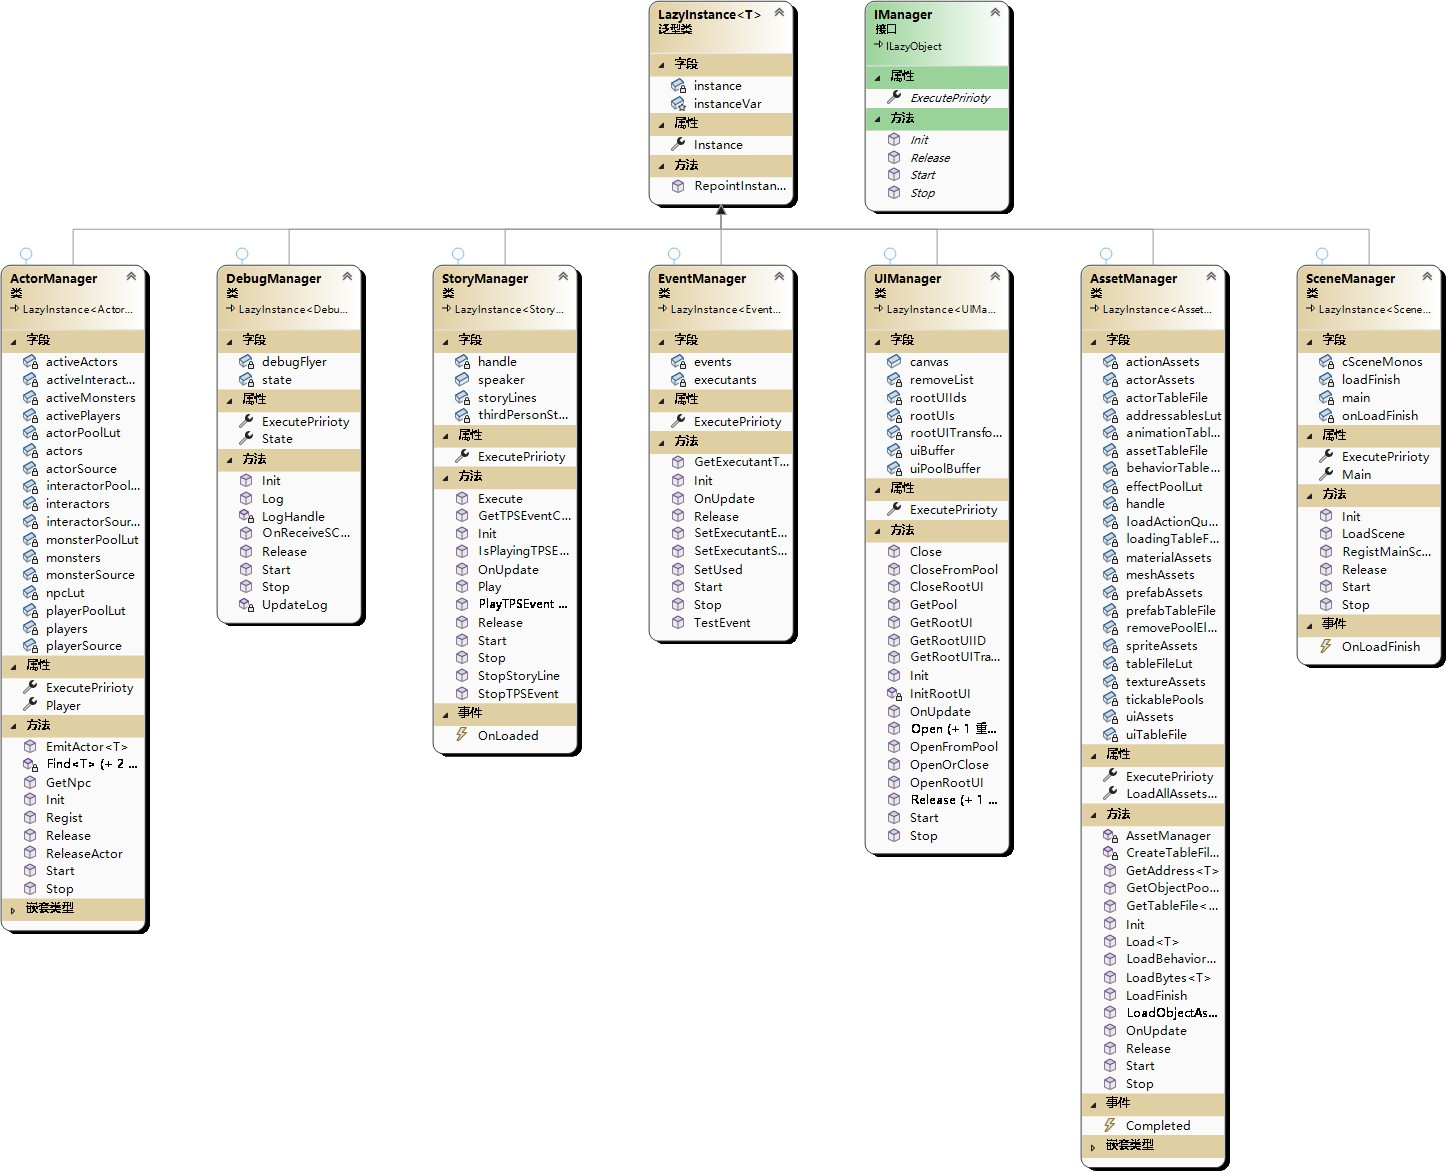 LazyInstance<T>
泛型类
字段
instance
instanceVar
属性
Instance
方法
RepointInstan...
IManager
接口
ILazyObject
属性
ExecutePririoty
方法
Init
Release
Start
Stop
ActorManager
类
LazyInstance<Actor...
字段
activeActors
activeInteract...
activeMonsters
activePlayers
actorPoolLut
actors
actorSource
interactorPool...
interactors
interactorSour...
monsterPoolLut
monsters
monsterSource
npcLut
playerPoolLut
players
playerSource
属性
ExecutePririoty
Player
方法
EmitActor<T>
Find<T> (+ 2 ...
GetNpc
Init
Regist
Release
ReleaseActor
Start
Stop
嵌套类型
DebugManager
类
LazyInstance<Debu...
字段
debugFlyer
state
属性
ExecutePririoty
State
方法
Init
Log
LogHandle
OnReceiveSC...
Release
Start
Stop
UpdateLog
StoryManager
类
LazyInstance<Story...
字段
handle
speaker
storyLines
thirdPersonSt...
属性
ExecutePririoty
方法
Execute
GetTPSEventC...
Init
IsPlayingTPSE...
OnUpdate
Play
PlayTPSEvent ...
Release
Start
Stop
StopStoryLine
StopTPSEvent
事件
OnLoaded
EventManager
类
LazyInstance<Event...
字段
events
executants
属性
ExecutePririoty
方法
GetExecutantT...
Init
OnUpdate
Release
SetExecutantE...
SetExecutantS...
SetUsed
Start
Stop
TestEvent
UIManager
类
LazyInstance<UIMa...
字段
canvas
removeList
rootUIIds
rootUIs
rootUITransfo...
uiBuffer
uiPoolBuffer
属性
ExecutePririoty
方法
Close
CloseFromPool
CloseRootUI
GetPool
GetRootUI
GetRootUIID
GetRootUITra...
Init
InitRootUI
OnUpdate
Open (+ 1 重...
OpenFromPool
OpenOrClose
OpenRootUI
Release (+ 1 ...
Start
Stop
AssetManager
类
LazyInstance<Asset...
字段
actionAssets
actorAssets
actorTableFile
addressablesLut
animationTabl...
assetTableFile
behaviorTable...
effectPoolLut
handle
loadActionQu...
loadingTableF...
materialAssets
meshAssets
prefabAssets
prefabTableFile
removePoolEl...
spriteAssets
tableFileLut
textureAssets
tickablePools
uiAssets
uiTableFile
属性
ExecutePririoty
LoadAllAssets...
方法
AssetManager
CreateTableFil...
GetAddress<T>
GetObjectPoo...
GetTableFile<...
Init
Load<T>
LoadBehavior...
LoadBytes<T>
LoadFinish
LoadObjectAs...
OnUpdate
Release
Start
Stop
事件
Completed
嵌套类型
SceneManager
类
LazyInstance<Scene...
字段
cSceneMonos
loadFinish
main
onLoadFinish
属性
ExecutePririoty
Main
方法
Init
LoadScene
RegistMainSc...
Release
Start
Stop
事件
OnLoadFinish